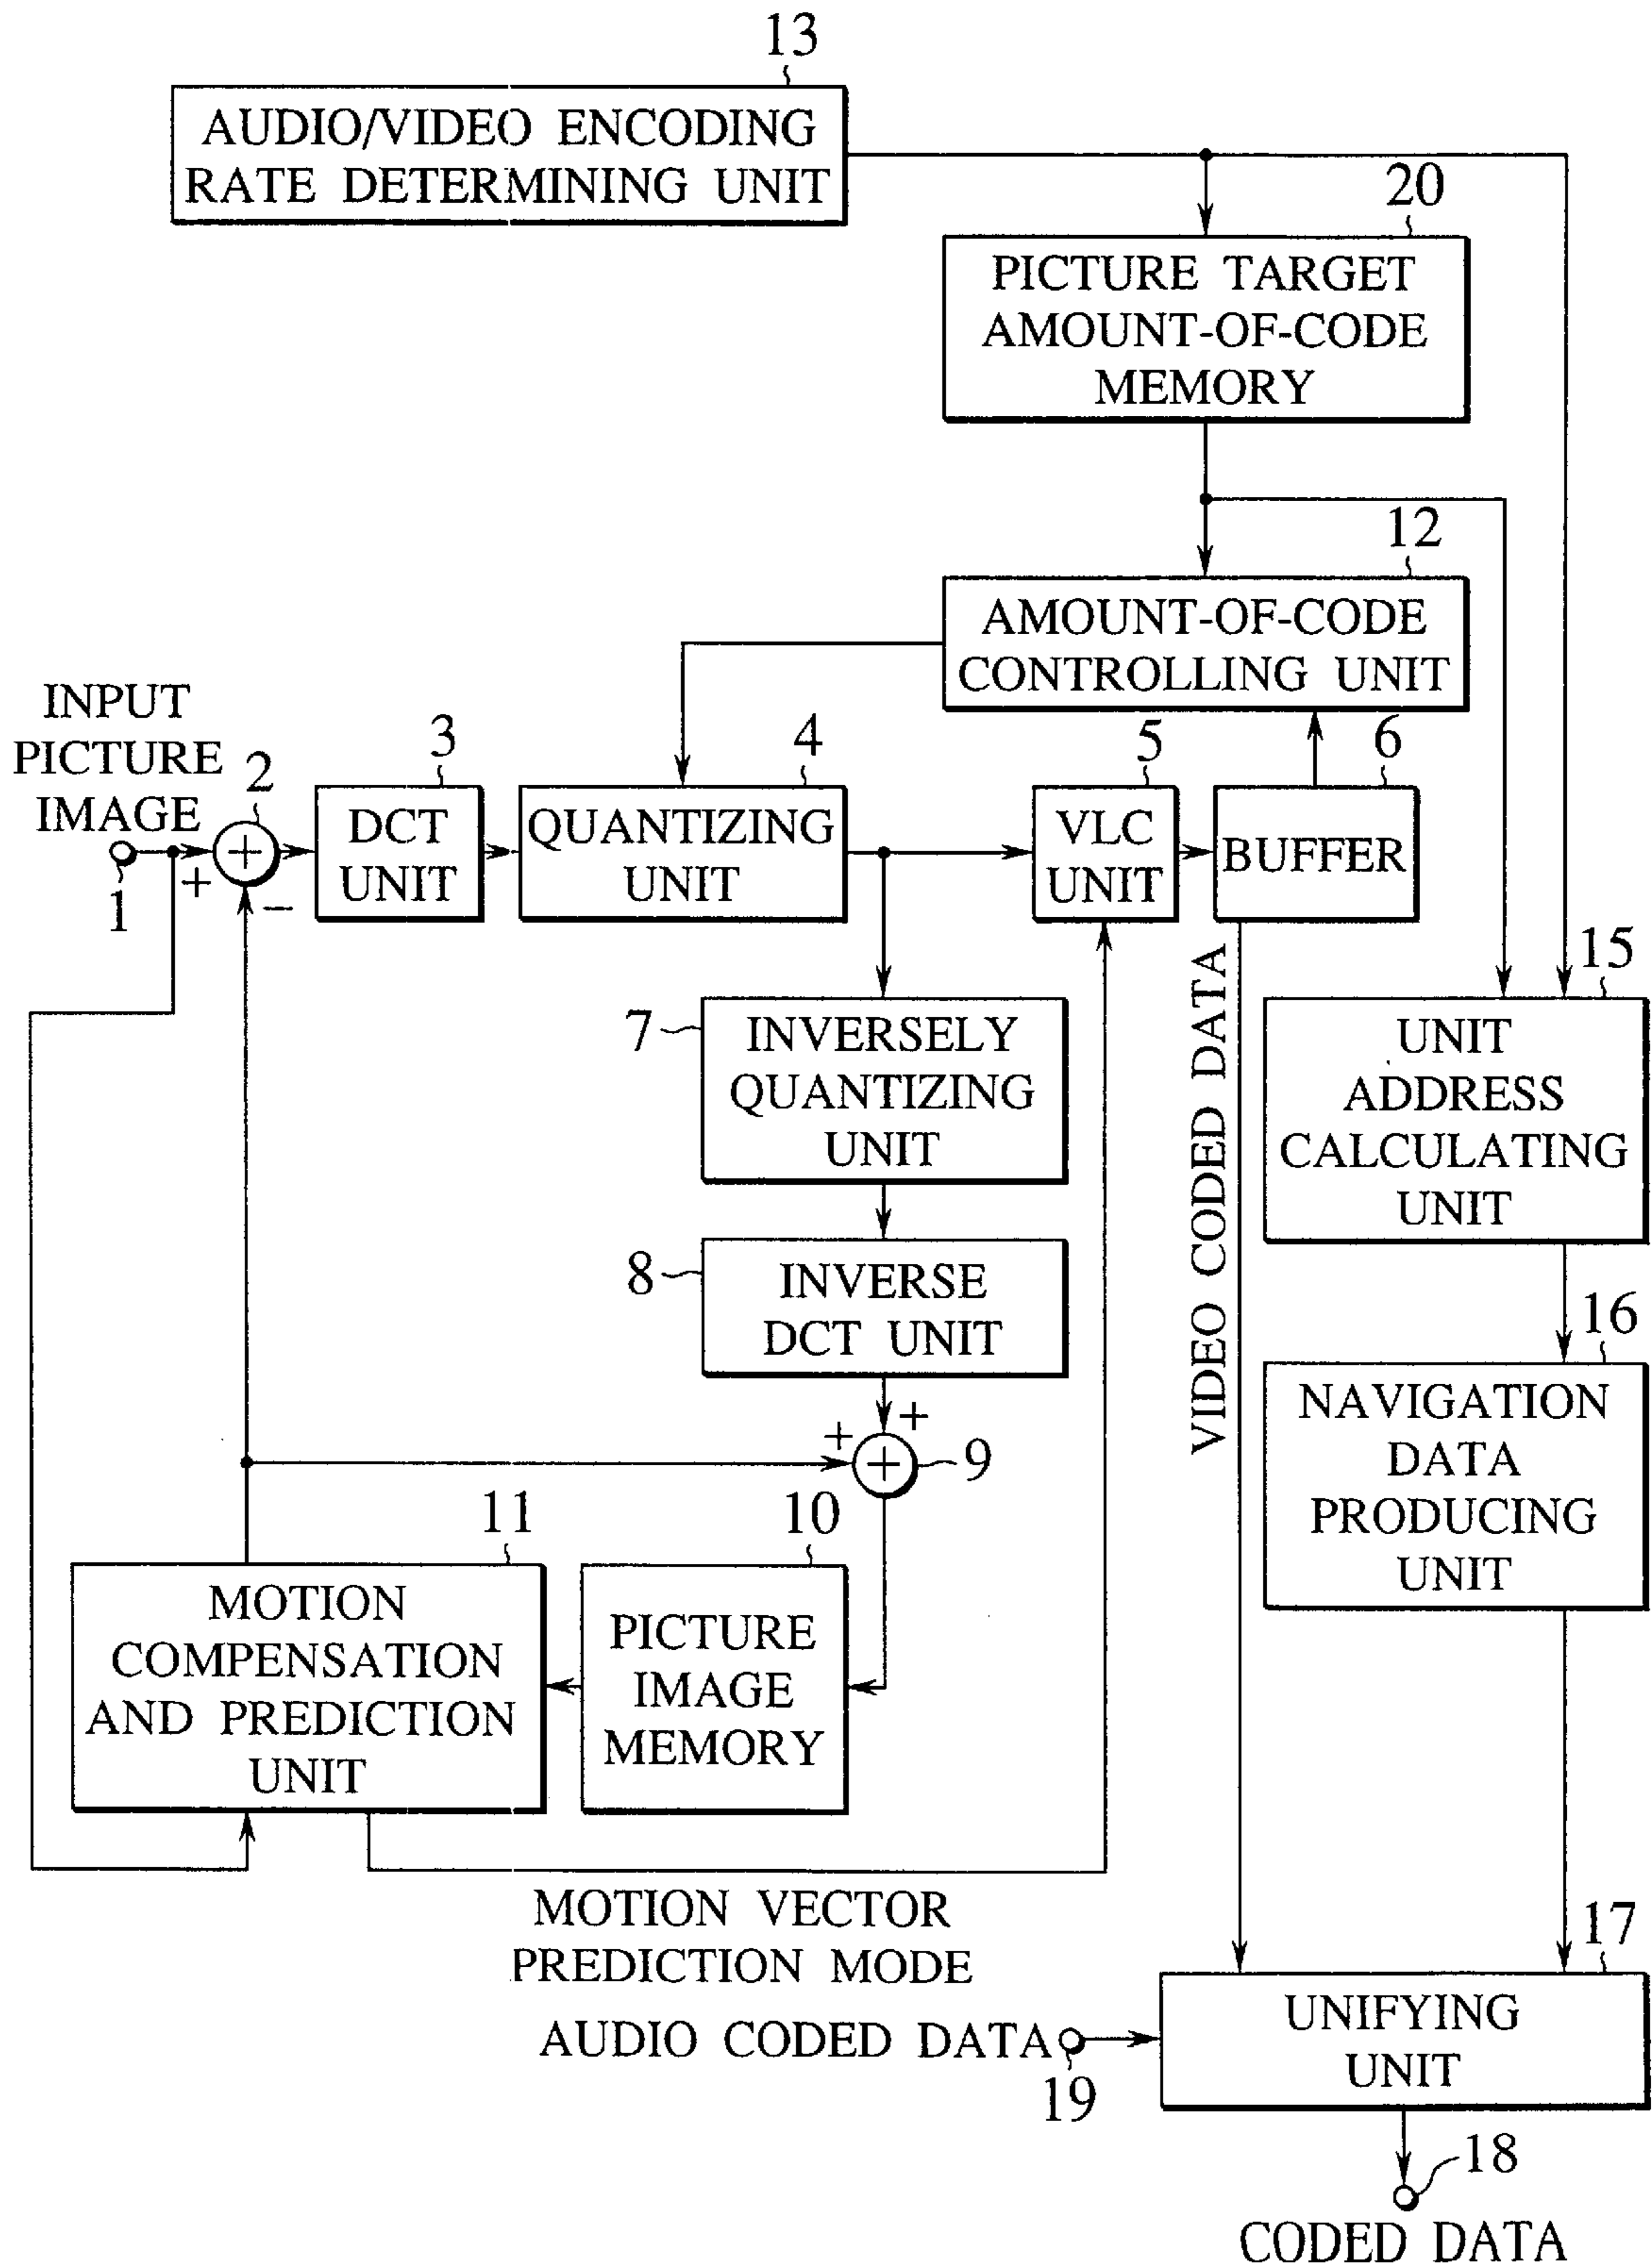 13
AUDIO/VIDEO ENCODING
RATE DETERMINING UNIT
20
PICTURE TARGET
AMOUNT-OF-CODE
MEMORY
12
AMOUNT-OF-CODE
CONTROLLING UNIT
INPUT
PICTURE
IMAGE
1
+
-
2
+
3
DCT
UNIT
4
QUANTIZING
UNIT
5
VLC
UNIT
6
BUFFER
7
INVERSELY
QUANTIZING
UNIT
8
INVERSE
DCT UNIT
+
+
+
9
10
PICTURE
IMAGE
MEMORY
11
MOTION
COMPENSATION
AND PREDICTION
UNIT
MOTION VECTOR
PREDICTION MODE
VIDEO CODED DATA
15
UNIT
ADDRESS
CALCULATING
UNIT
16
NAVIGATION
DATA
PRODUCING
UNIT
17
UNIFYING
UNIT
AUDIO CODED DATA
19
18
CODED DATA